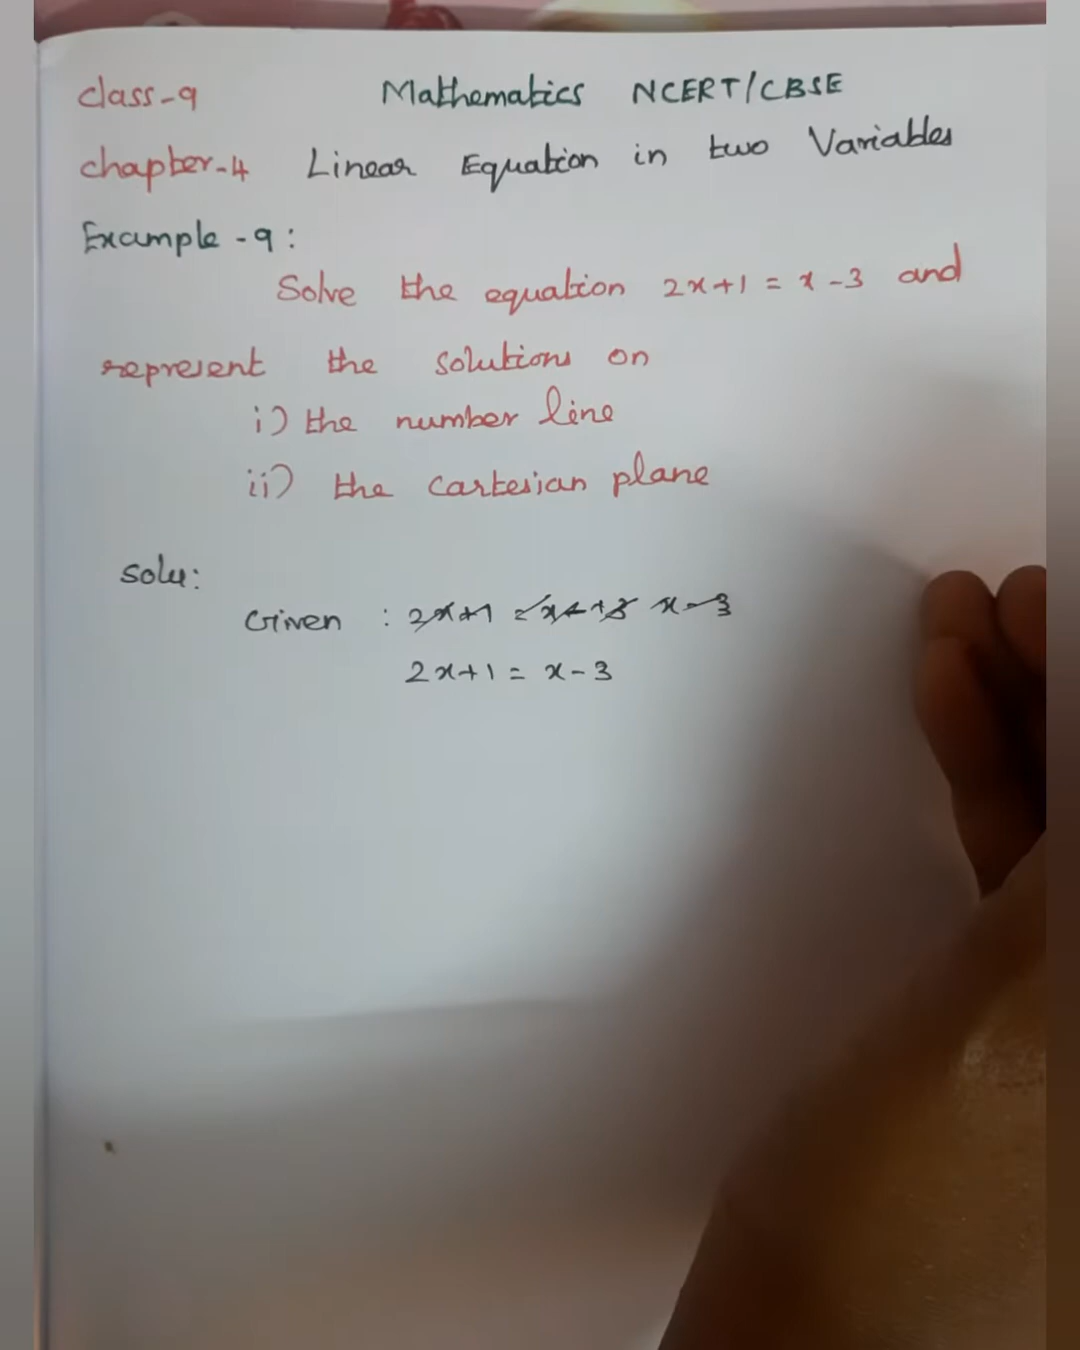 class-9 Mathematics NCERT/CBSE
chapter-4 Linear Equation in two Variables
Example-9:
Solve the equation 2x+1 = x-3 and
represent the solutions on
i) the number line
ii) the cartesian plane
Solu:
Given :
2x+1 = x-3